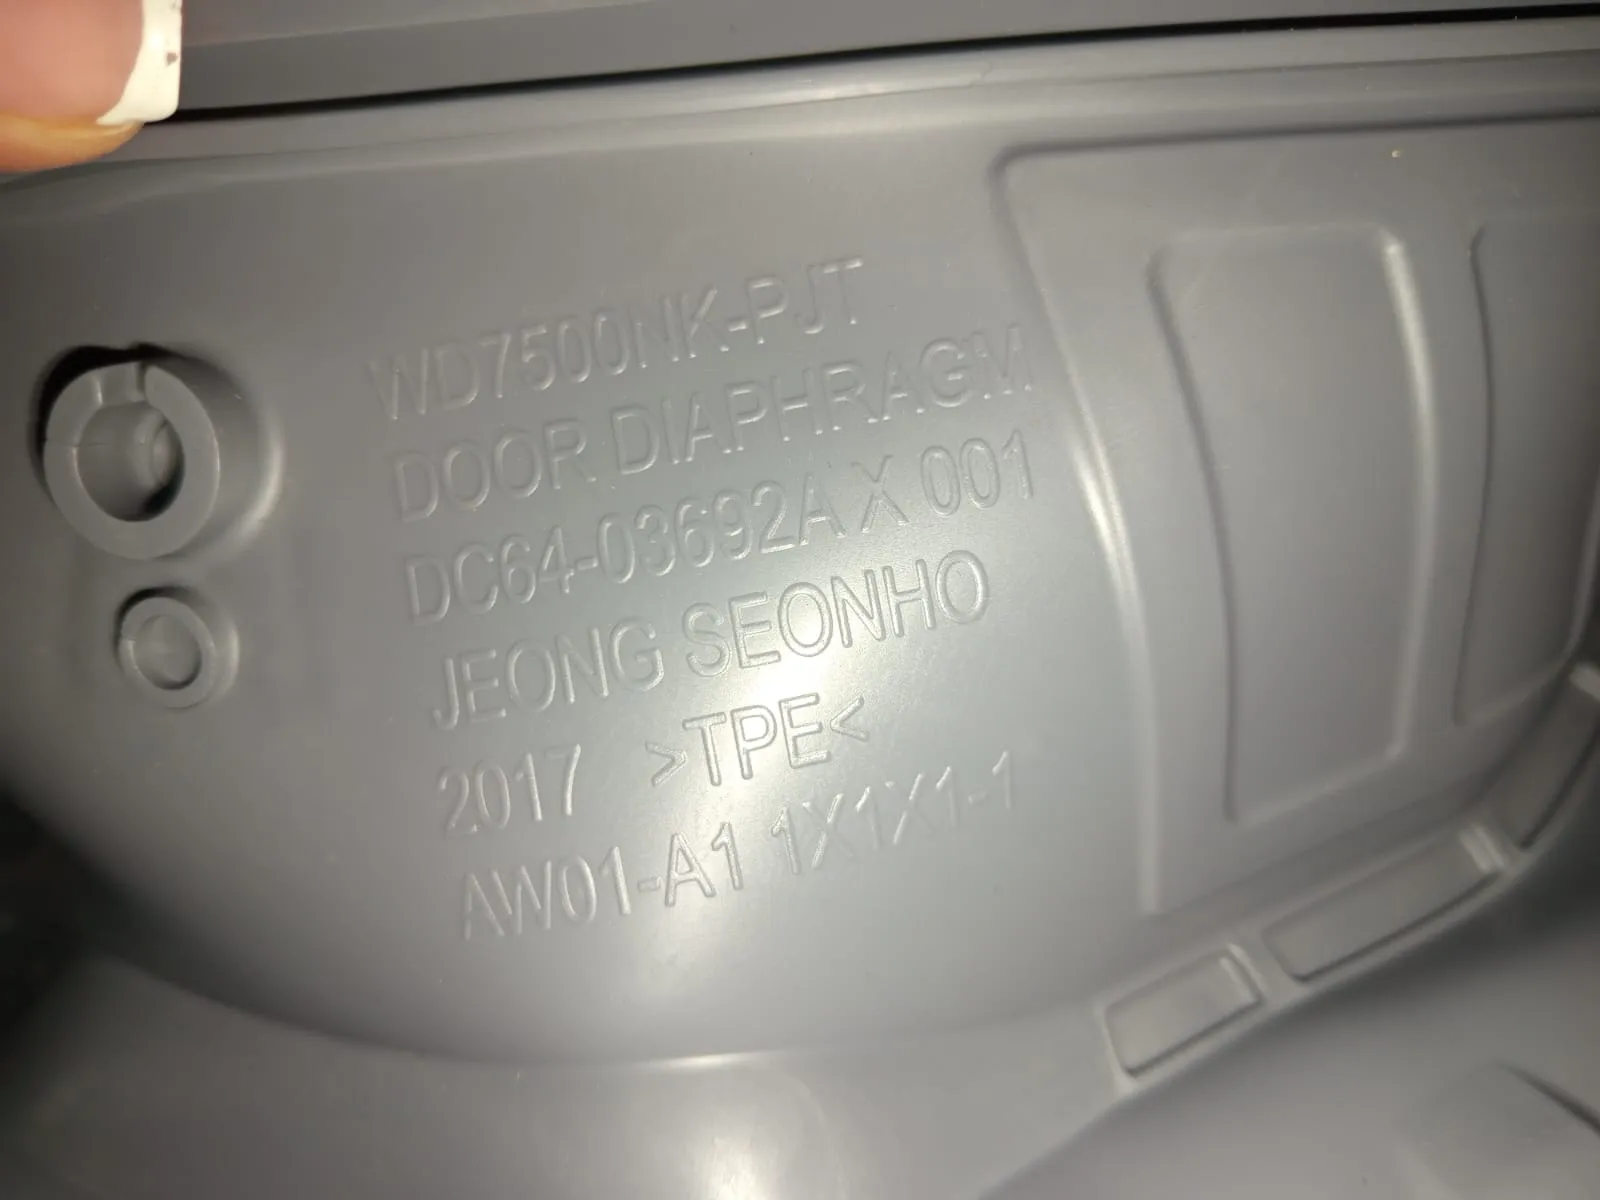 WD7500NK-PJT
DOOR DIAPHRAGM
DC64-03692A X 001
JEONG SEONHO
2017 >TPE<
AW01-A1 1X1X1-1